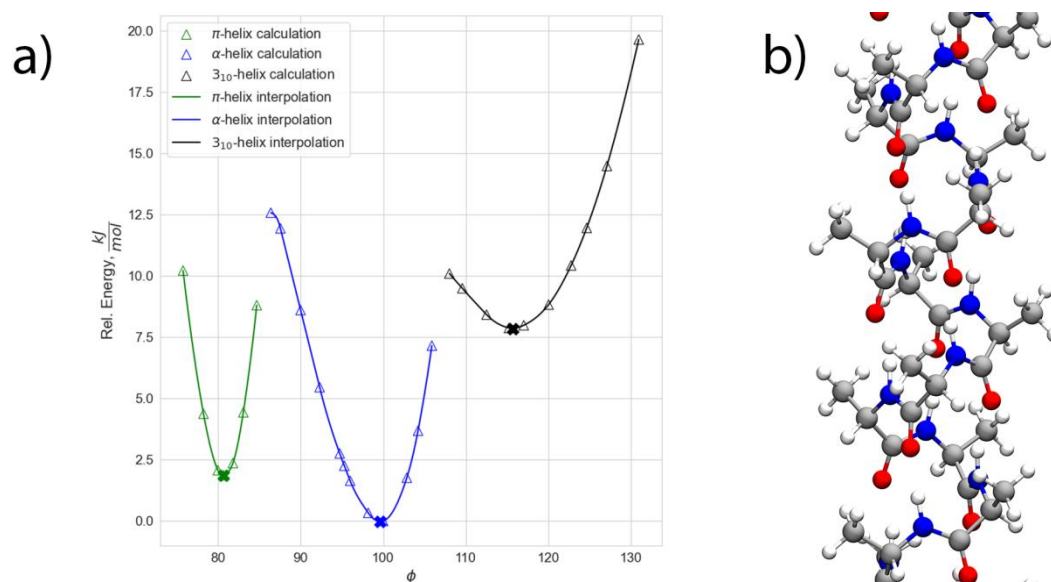 a)
b)
π-helix calculation
α-helix calculation
3₁₀-helix calculation
π-helix interpolation
α-helix interpolation
3₁₀-helix interpolation
Rel. Energy, kJ/mol
20.0
17.5
15.0
12.5
10.0
7.5
5.0
2.5
0.0
80 90 100 110 120 130
ϕ